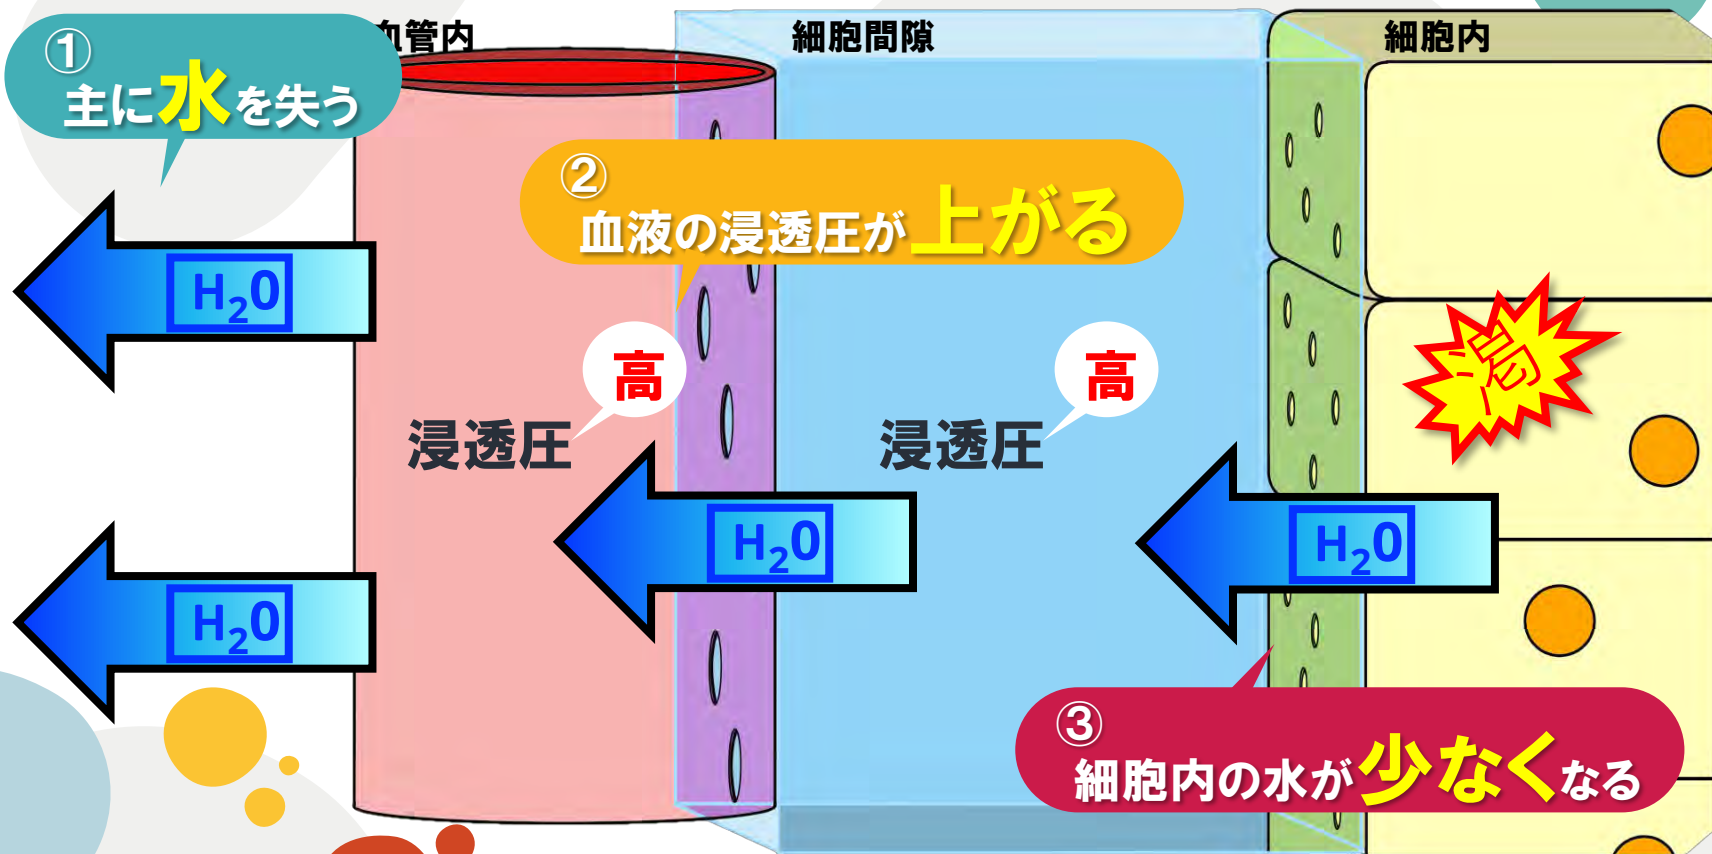 血管内
細胞間隙
細胞内
①
主に水を失う
②
血液の浸透圧が上がる
H₂O
高
高
渇
浸透圧
浸透圧
H₂O
H₂O
H₂O
③
細胞内の水が少なくなる